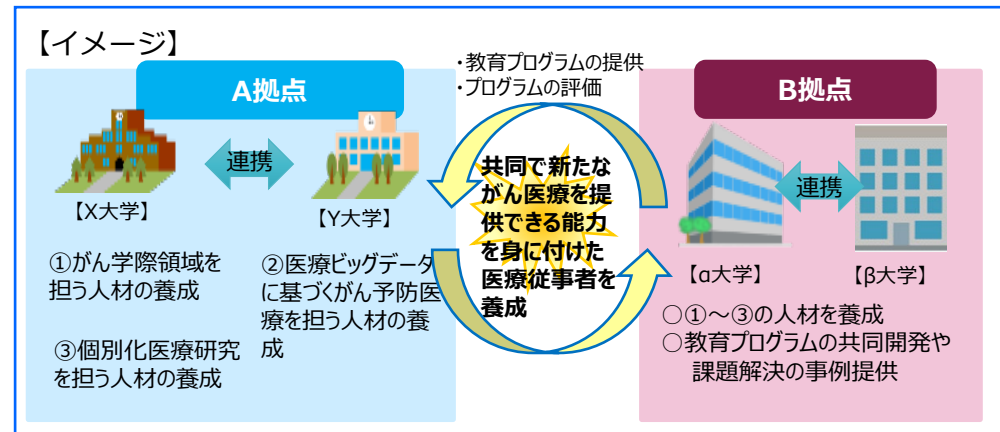 【イメージ】
A拠点
連携
【X大学】
【Y大学】
①がん学際領域を
担う人材の養成
③個別化医療研究
を担う人材の養成
②医療ビッグデータ
に基づくがん予防医
療を担う人材の養
成
・教育プログラムの提供
・プログラムの評価
共同で新たな
がん医療を提
供できる能力
を身に付けた
医療従事者を
養成
B拠点
連携
【α大学】
【β大学】
○①～③の人材を養成
○教育プログラムの共同開発や
課題解決の事例提供